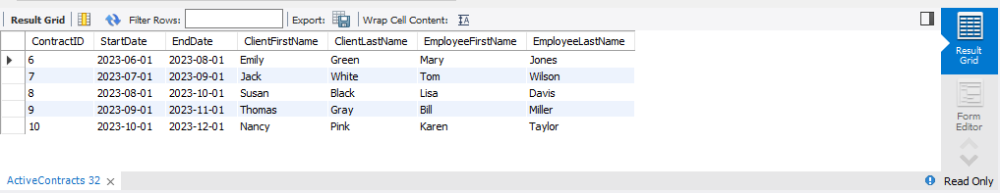 Result Grid Filter Rows: Export: Wrap Cell Content: IA
ContractID StartDate EndDate ClientFirstName ClientLastName EmployeeFirstName EmployeeLastName
6 2023-06-01 2023-08-01 Emily Green Mary Jones
7 2023-07-01 2023-09-01 Jack White Tom Wilson
8 2023-08-01 2023-10-01 Susan Black Lisa Davis
9 2023-09-01 2023-11-01 Thomas Gray Bill Miller
10 2023-10-01 2023-12-01 Nancy Pink Karen Taylor
Result
Grid
Form
Editor
ActiveContracts 32
Read Only